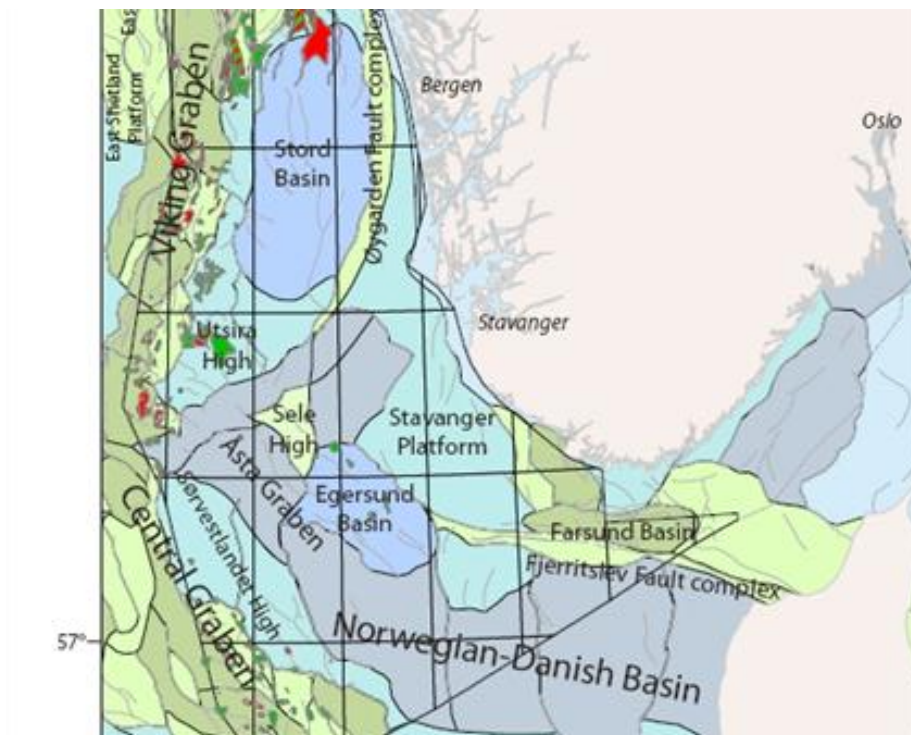 East
East Shetland
Platform
Viking Graben
Stord
Basin
Øygarden Fault complex
Bergen
Oslo
Utsira
High
Stavanger
Sele
High
Stavanger
Platform
Åsta Graben
Egersund
Basin
Sørvestlandet High
Central Graben
Farsund Basin
Fjerritslev Fault complex
57°
Norwegian-Danish Basin